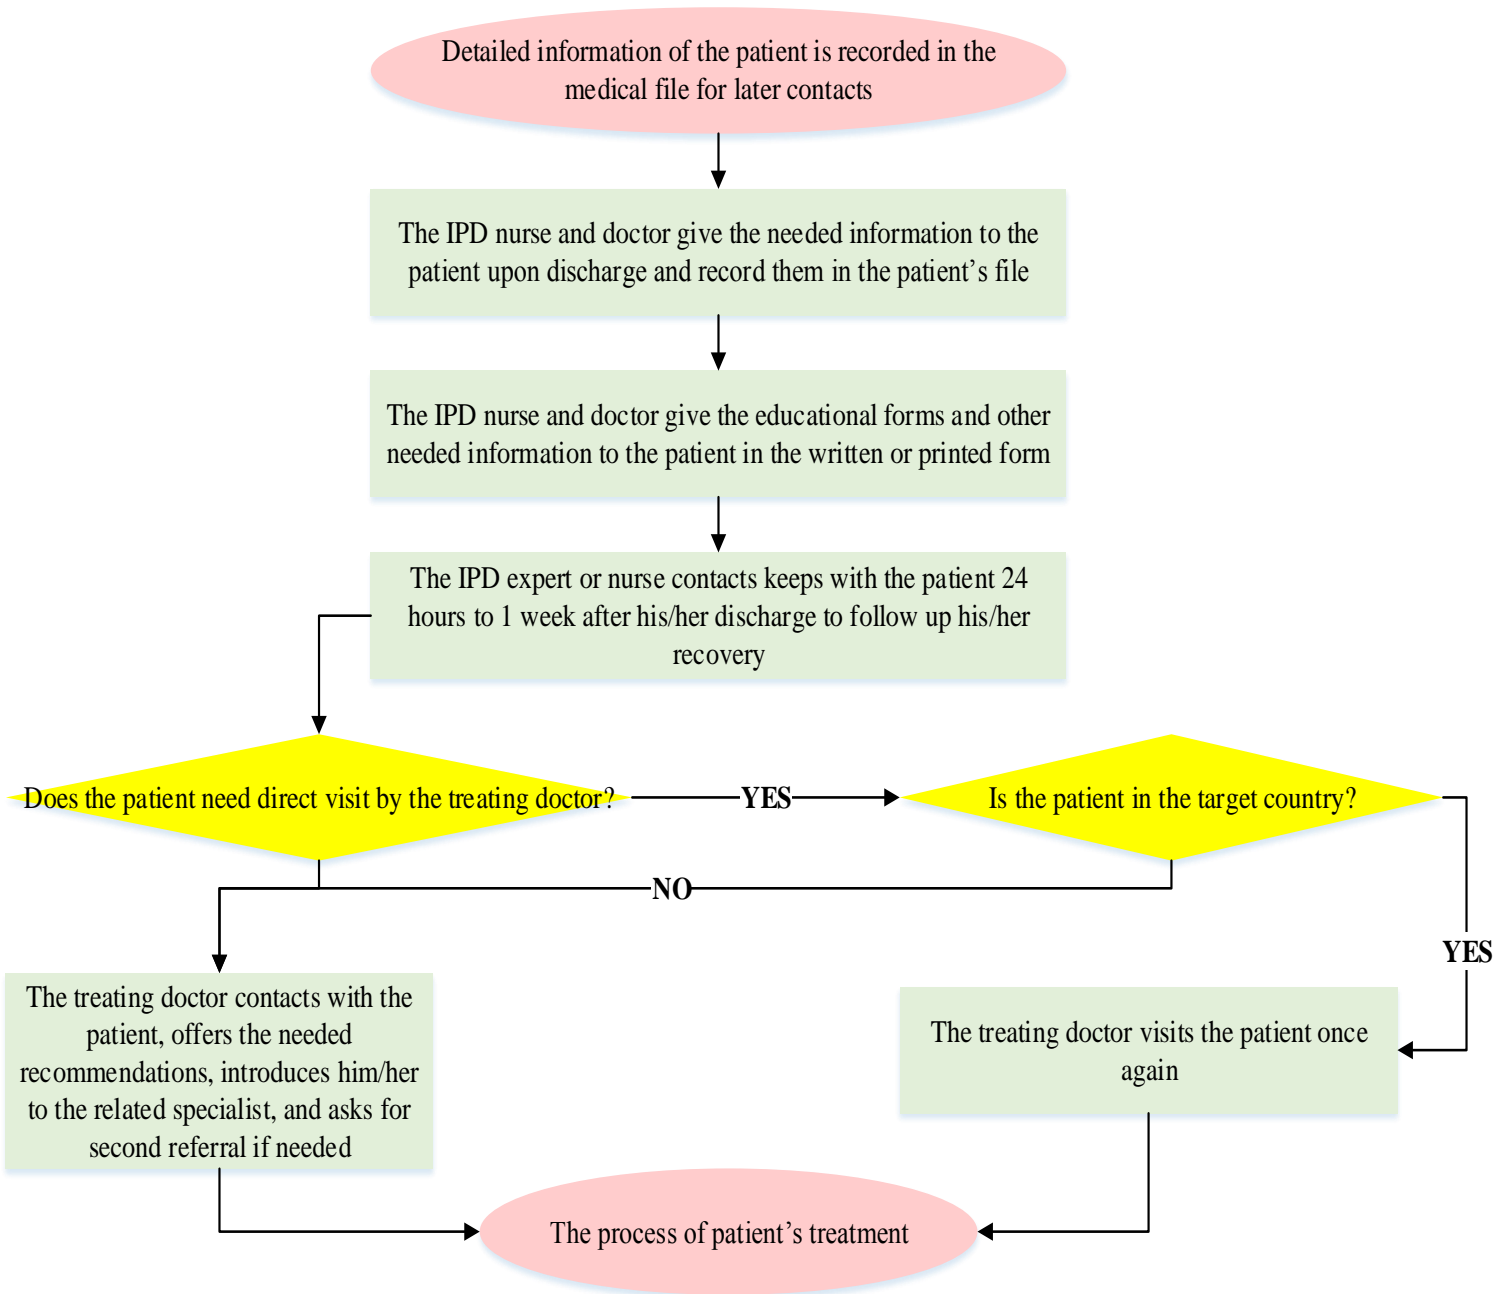 Detailed information of the patient is recorded in the
medical file for later contacts
The IPD nurse and doctor give the needed information to the
patient upon discharge and record them in the patient’s file
The IPD nurse and doctor give the educational forms and other
needed information to the patient in the written or printed form
The IPD expert or nurse contacts keeps with the patient 24
hours to 1 week after his/her discharge to follow up his/her
recovery
Does the patient need direct visit by the treating doctor?
YES
Is the patient in the target country?
NO
YES
The treating doctor contacts with the
patient, offers the needed
recommendations, introduces him/her
to the related specialist, and asks for
second referral if needed
The treating doctor visits the patient once
again
The process of patient’s treatment